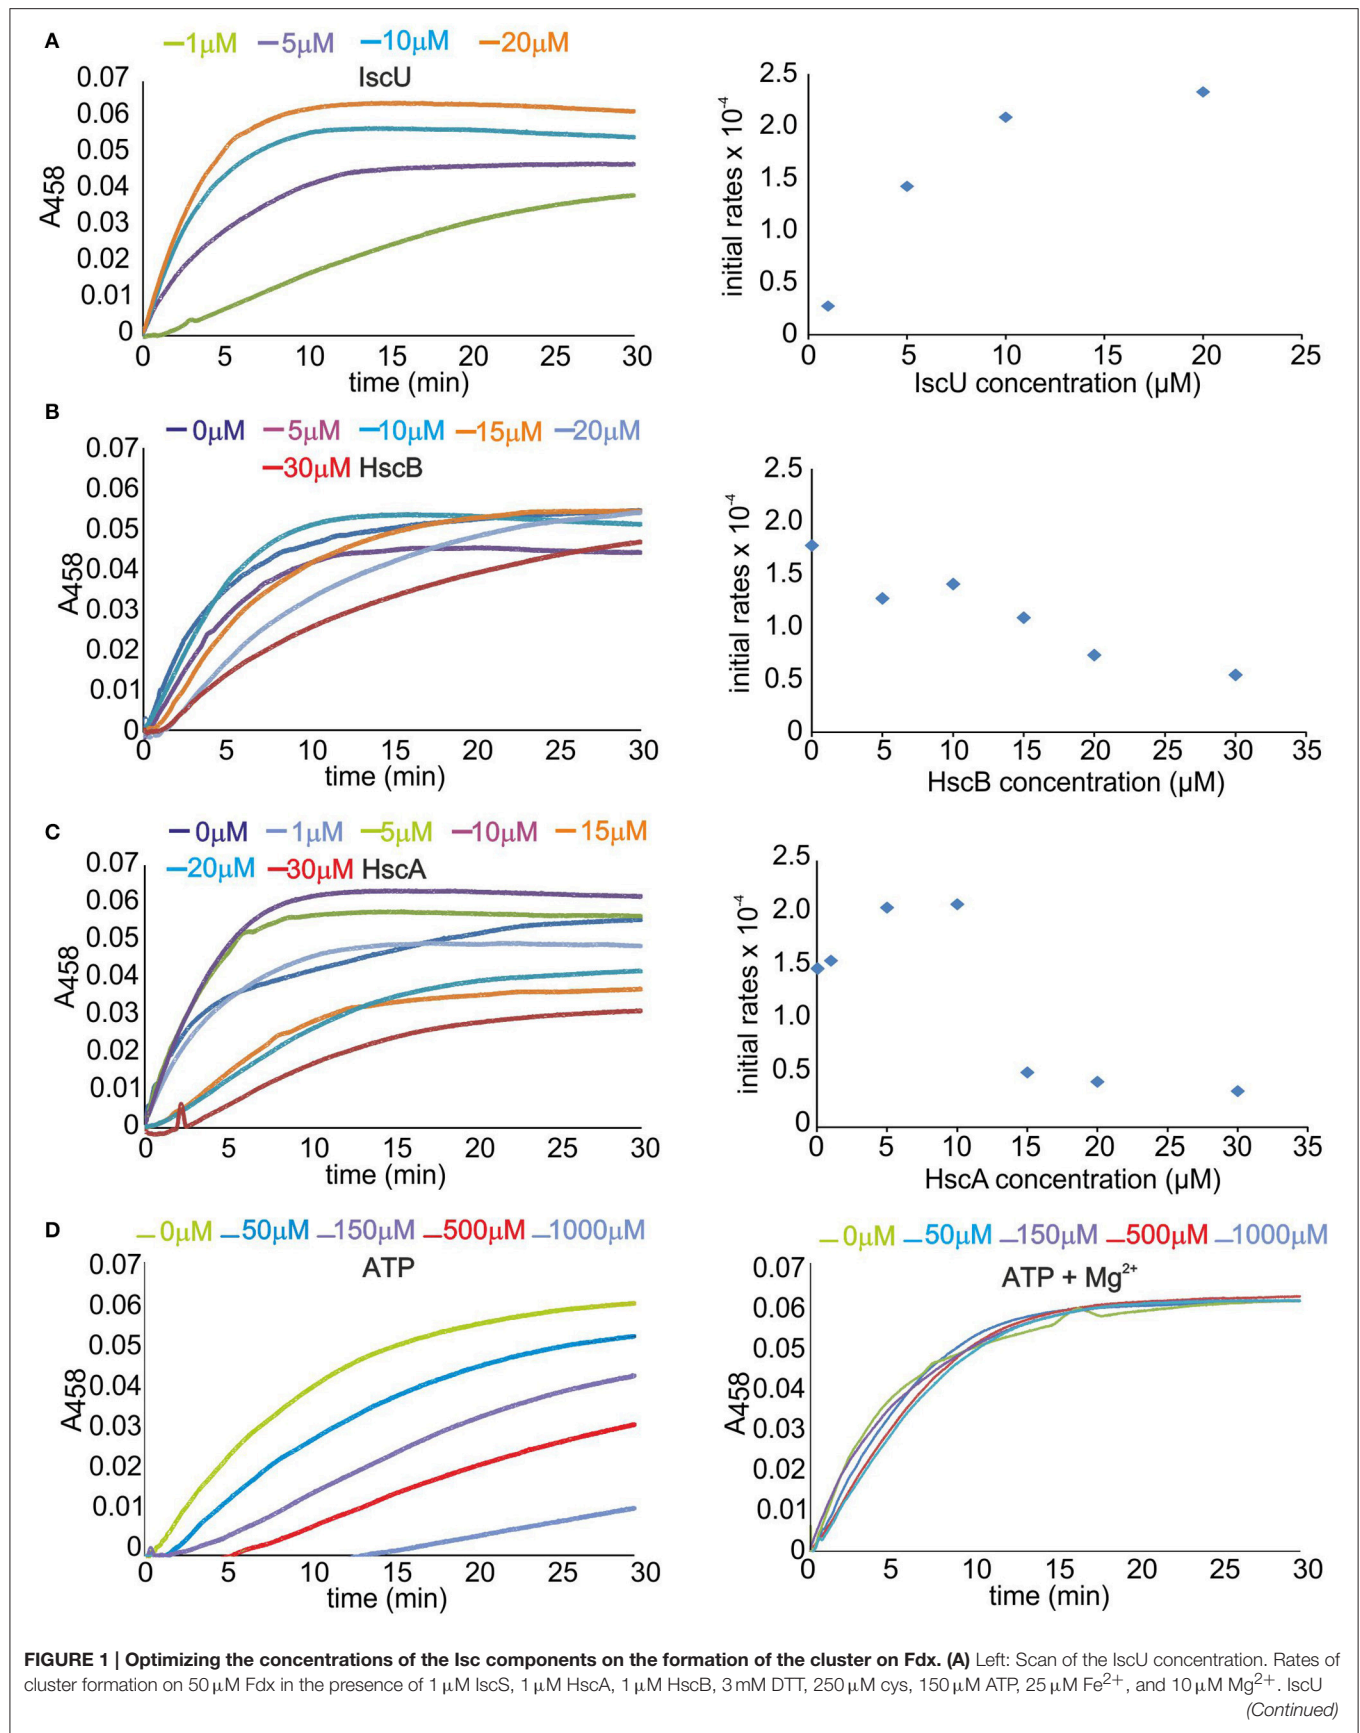 A
1µM 5µM 10µM 20µM
IscU
0.07
0.06
0.05
0.04
0.03
0.02
0.01
0
A458
0 5 10 15 20 25 30
time (min)
2.5
2.0
1.5
1.0
0.5
0
initial rates x 10-4
0 5 10 15 20 25
IscU concentration (µM)
B
0µM 5µM 10µM 15µM 20µM
30µM HscB
0.07
0.06
0.05
0.04
0.03
0.02
0.01
0
A458
0 5 10 15 20 25 30
time (min)
2.5
2.0
1.5
1.0
0.5
0
initial rates x 10-4
0 5 10 15 20 25 30 35
HscB concentration (µM)
C
0µM 1µM 5µM 10µM 15µM
20µM 30µM HscA
0.07
0.06
0.05
0.04
0.03
0.02
0.01
0
A458
0 5 10 15 20 25 30
time (min)
2.5
2.0
1.5
1.0
0.5
0
initial rates x 10-4
0 5 10 15 20 25 30 35
HscA concentration (µM)
D
0µM 50µM 150µM 500µM 1000µM
ATP
0.07
0.06
0.05
0.04
0.03
0.02
0.01
0
A458
0 5 10 15 20 25 30
time (min)
0µM 50µM 150µM 500µM 1000µM
ATP + Mg2+
0.07
0.06
0.05
0.04
0.03
0.02
0.01
0
A458
0 5 10 15 20 25 30
time (min)
FIGURE 1 | Optimizing the concentrations of the Isc components on the formation of the cluster on Fdx. (A) Left: Scan of the IscU concentration. Rates of
cluster formation on 50 µM Fdx in the presence of 1 µM IscS, 1 µM HscA, 1 µM HscB, 3 mM DTT, 250 µM cys, 150 µM ATP, 25 µM Fe2+, and 10 µM Mg2+. IscU
(Continued)